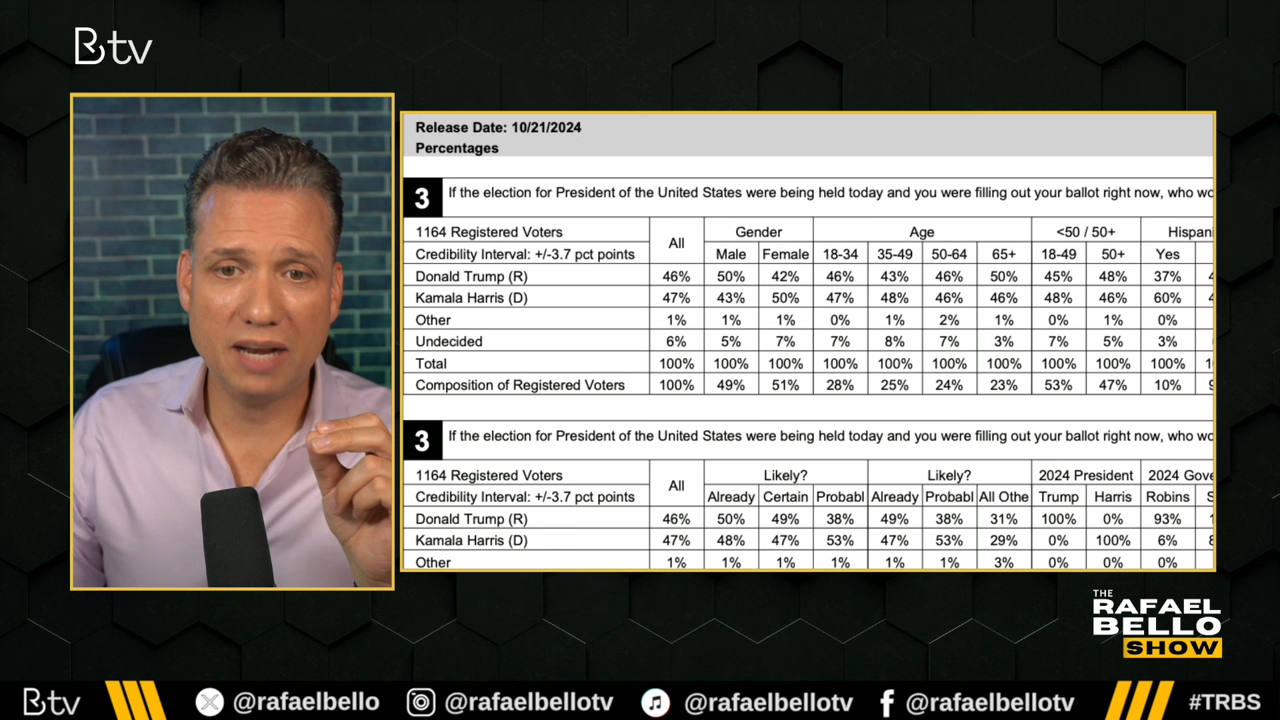 Btv
Release Date: 10/21/2024
Percentages
3 If the election for President of the United States were being held today and you were filling out your ballot right now, who
1164 Registered Voters All Gender Age <50 / 50+ Hispani
Credibility Interval: +/-3.7 pct points Male Female 18-34 35-49 50-64 65+ 18-49 50+ Yes
Donald Trump (R) 46% 50% 42% 46% 43% 46% 50% 45% 48% 37%
Kamala Harris (D) 47% 43% 50% 47% 48% 46% 46% 48% 46% 60%
Other 1% 1% 1% 0% 1% 2% 1% 0% 1% 0%
Undecided 6% 5% 7% 7% 8% 7% 3% 7% 5% 3%
Total 100% 100% 100% 100% 100% 100% 100% 100% 100% 100%
Composition of Registered Voters 100% 49% 51% 28% 25% 24% 23% 53% 47% 10%
3 If the election for President of the United States were being held today and you were filling out your ballot right now, who
1164 Registered Voters All Likely? Likely? 2024 President 2024 Gove
Credibility Interval: +/-3.7 pct points Already Certain Probabl Already Probabl All Othe Trump Harris Robins
Donald Trump (R) 46% 50% 49% 38% 49% 38% 31% 100% 0% 93%
Kamala Harris (D) 47% 48% 47% 53% 47% 53% 29% 0% 100% 6%
Other 1% 1% 1% 1% 1% 1% 3% 0% 0% 0%
THE
RAFAEL
BELLO
SHOW
Btv @rafaelbello @rafaelbellotv @rafaelbellotv @rafaelbellotv #TRBS